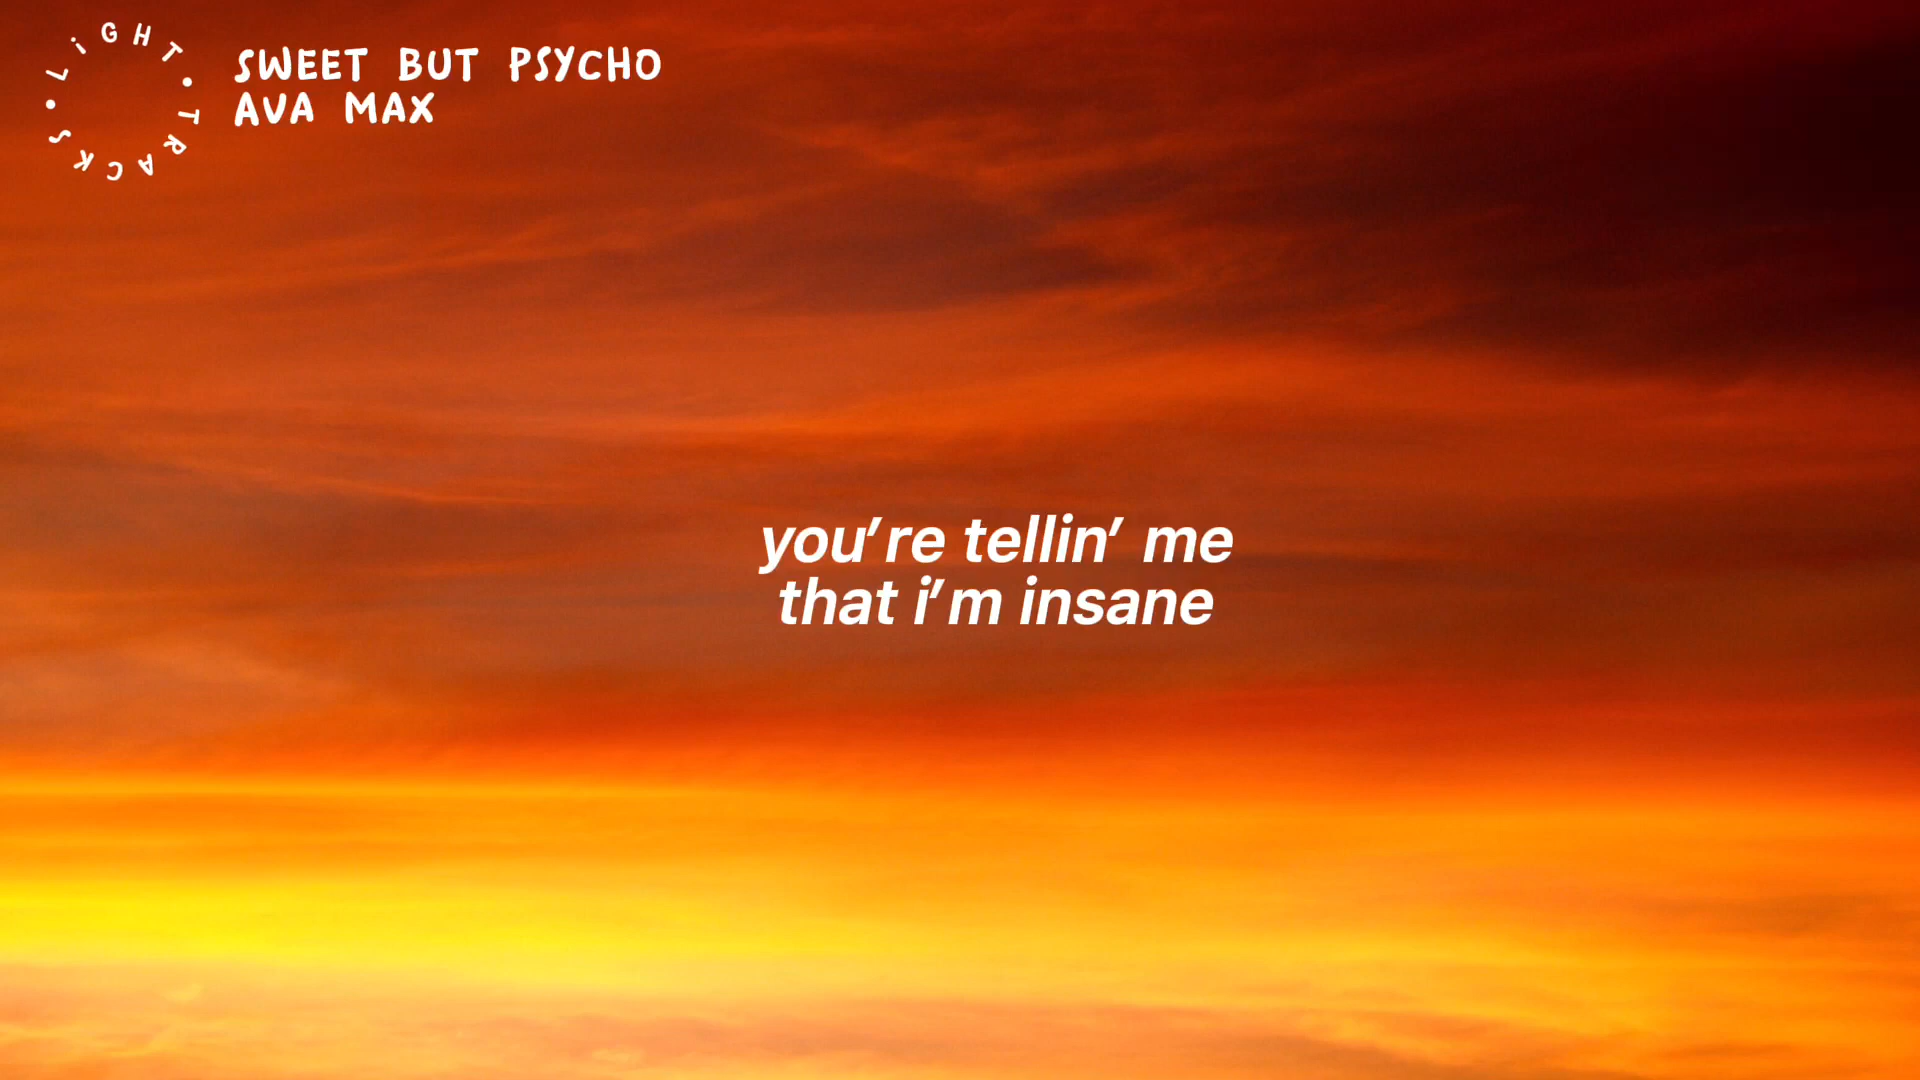 LiGHT • TRACKS •
SWEET BUT PSYCHO
AVA MAX
you're tellin' me
that i'm insane